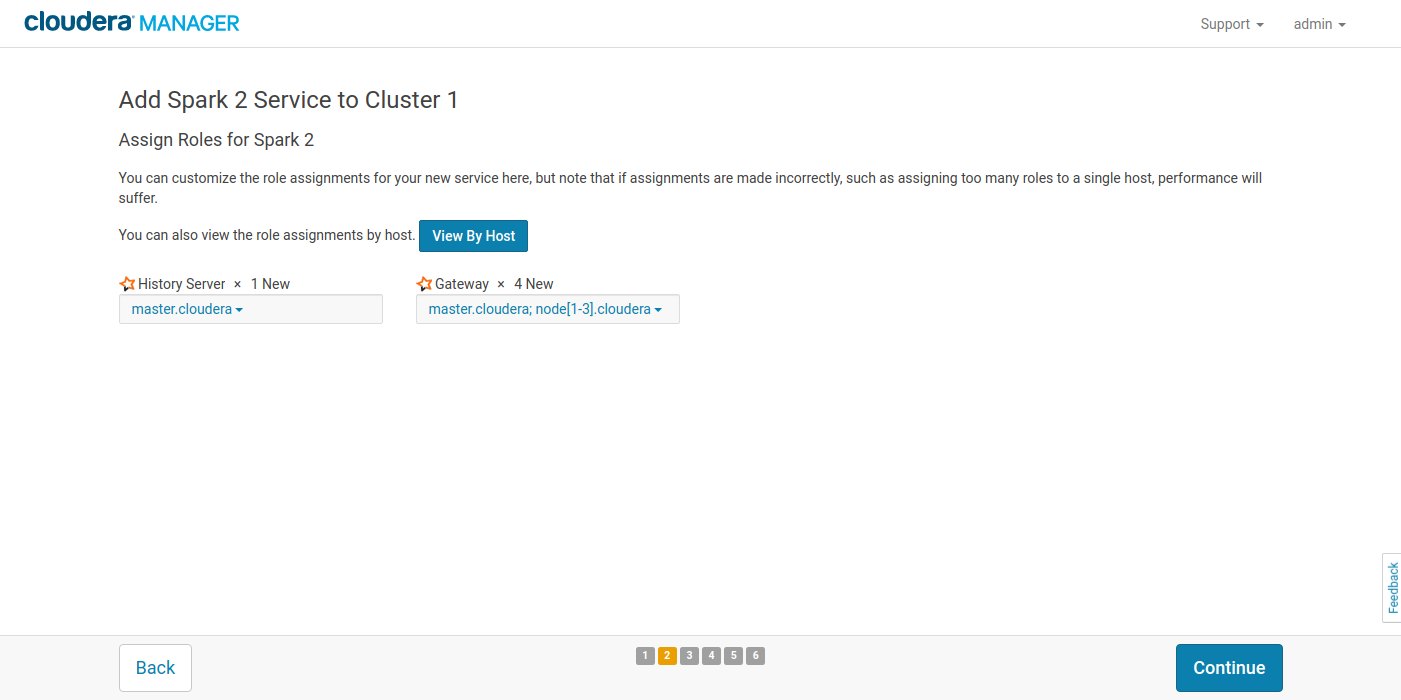 cloudera MANAGER
Support
admin
Add Spark 2 Service to Cluster 1
Assign Roles for Spark 2
You can customize the role assignments for your new service here, but note that if assignments are made incorrectly, such as assigning too many roles to a single host, performance will
suffer.
You can also view the role assignments by host. View By Host
History Server × 1 New
master.cloudera
Gateway × 4 New
master.cloudera; node[1-3].cloudera
Feedback
Back
1 2 3 4 5 6
Continue